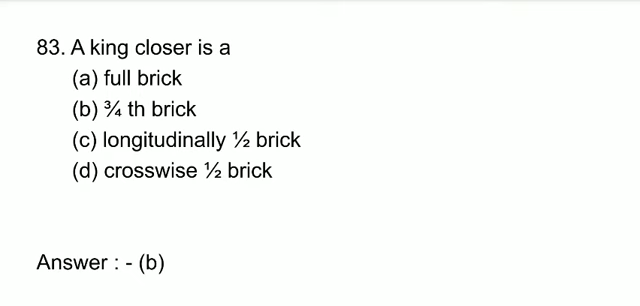 83. A king closer is a
(a) full brick
(b) ¾ th brick
(c) longitudinally ½ brick
(d) crosswise ½ brick
Answer : - (b)